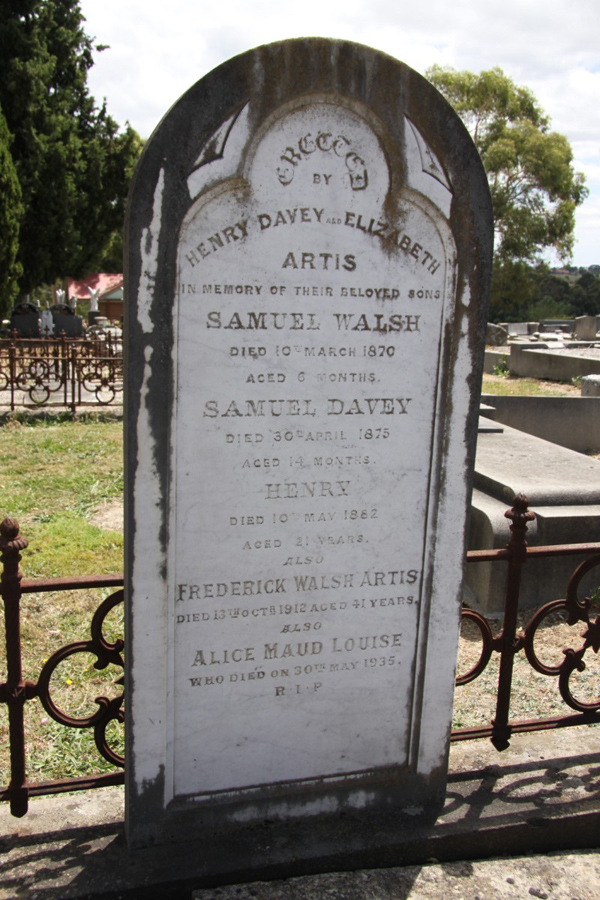 ERECTED
BY
HENRY DAVEY AND ELIZABETH
ARTIS
IN MEMORY OF THEIR BELOVED SONS
SAMUEL WALSH
DIED 10TH MARCH 1870
AGED 6 MONTHS.
SAMUEL DAVEY
DIED 30TH APRIL 1875
AGED 14 MONTHS.
HENRY
DIED 10TH MAY 1882
AGED 21 YEARS.
ALSO
FREDERICK WALSH ARTIS
DIED 13TH OCTR 1912 AGED 41 YEARS.
ALSO
ALICE MAUD LOUISE
WHO DIED ON 30TH MAY 1935.
R·I·P